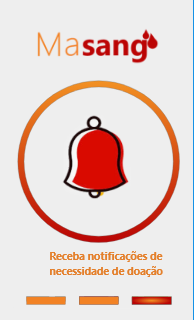 Masang
Receba notificações de
necessidade de doação